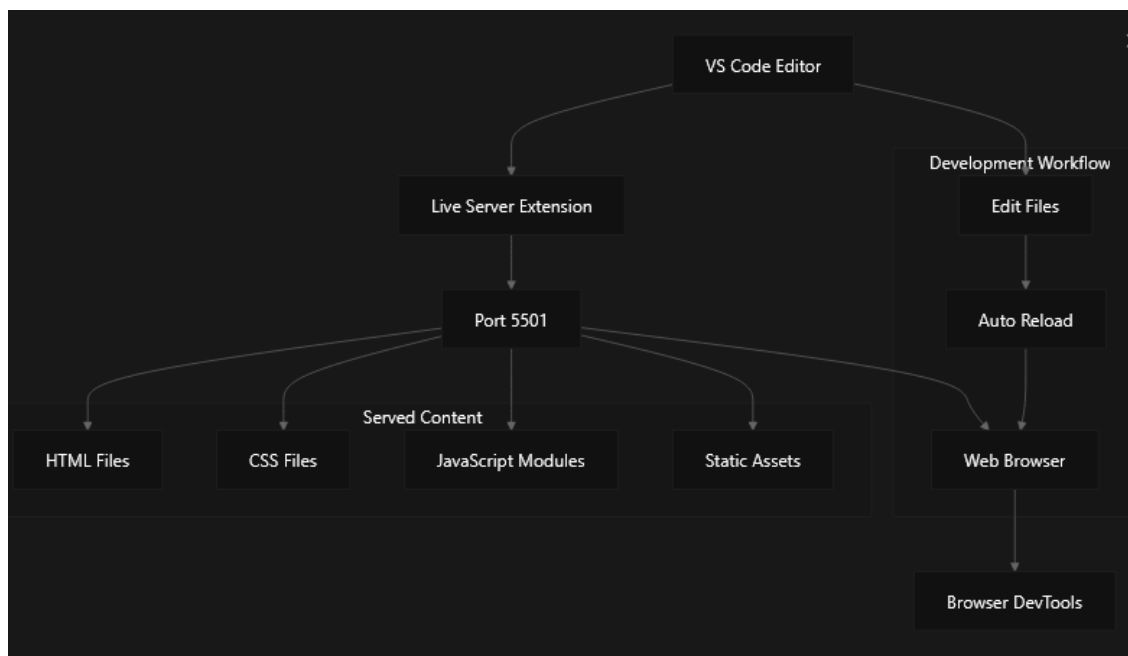 VS Code Editor
Development Workflow
Live Server Extension
Edit Files
Port 5501
Auto Reload
Served Content
HTML Files
CSS Files
JavaScript Modules
Static Assets
Web Browser
Browser DevTools